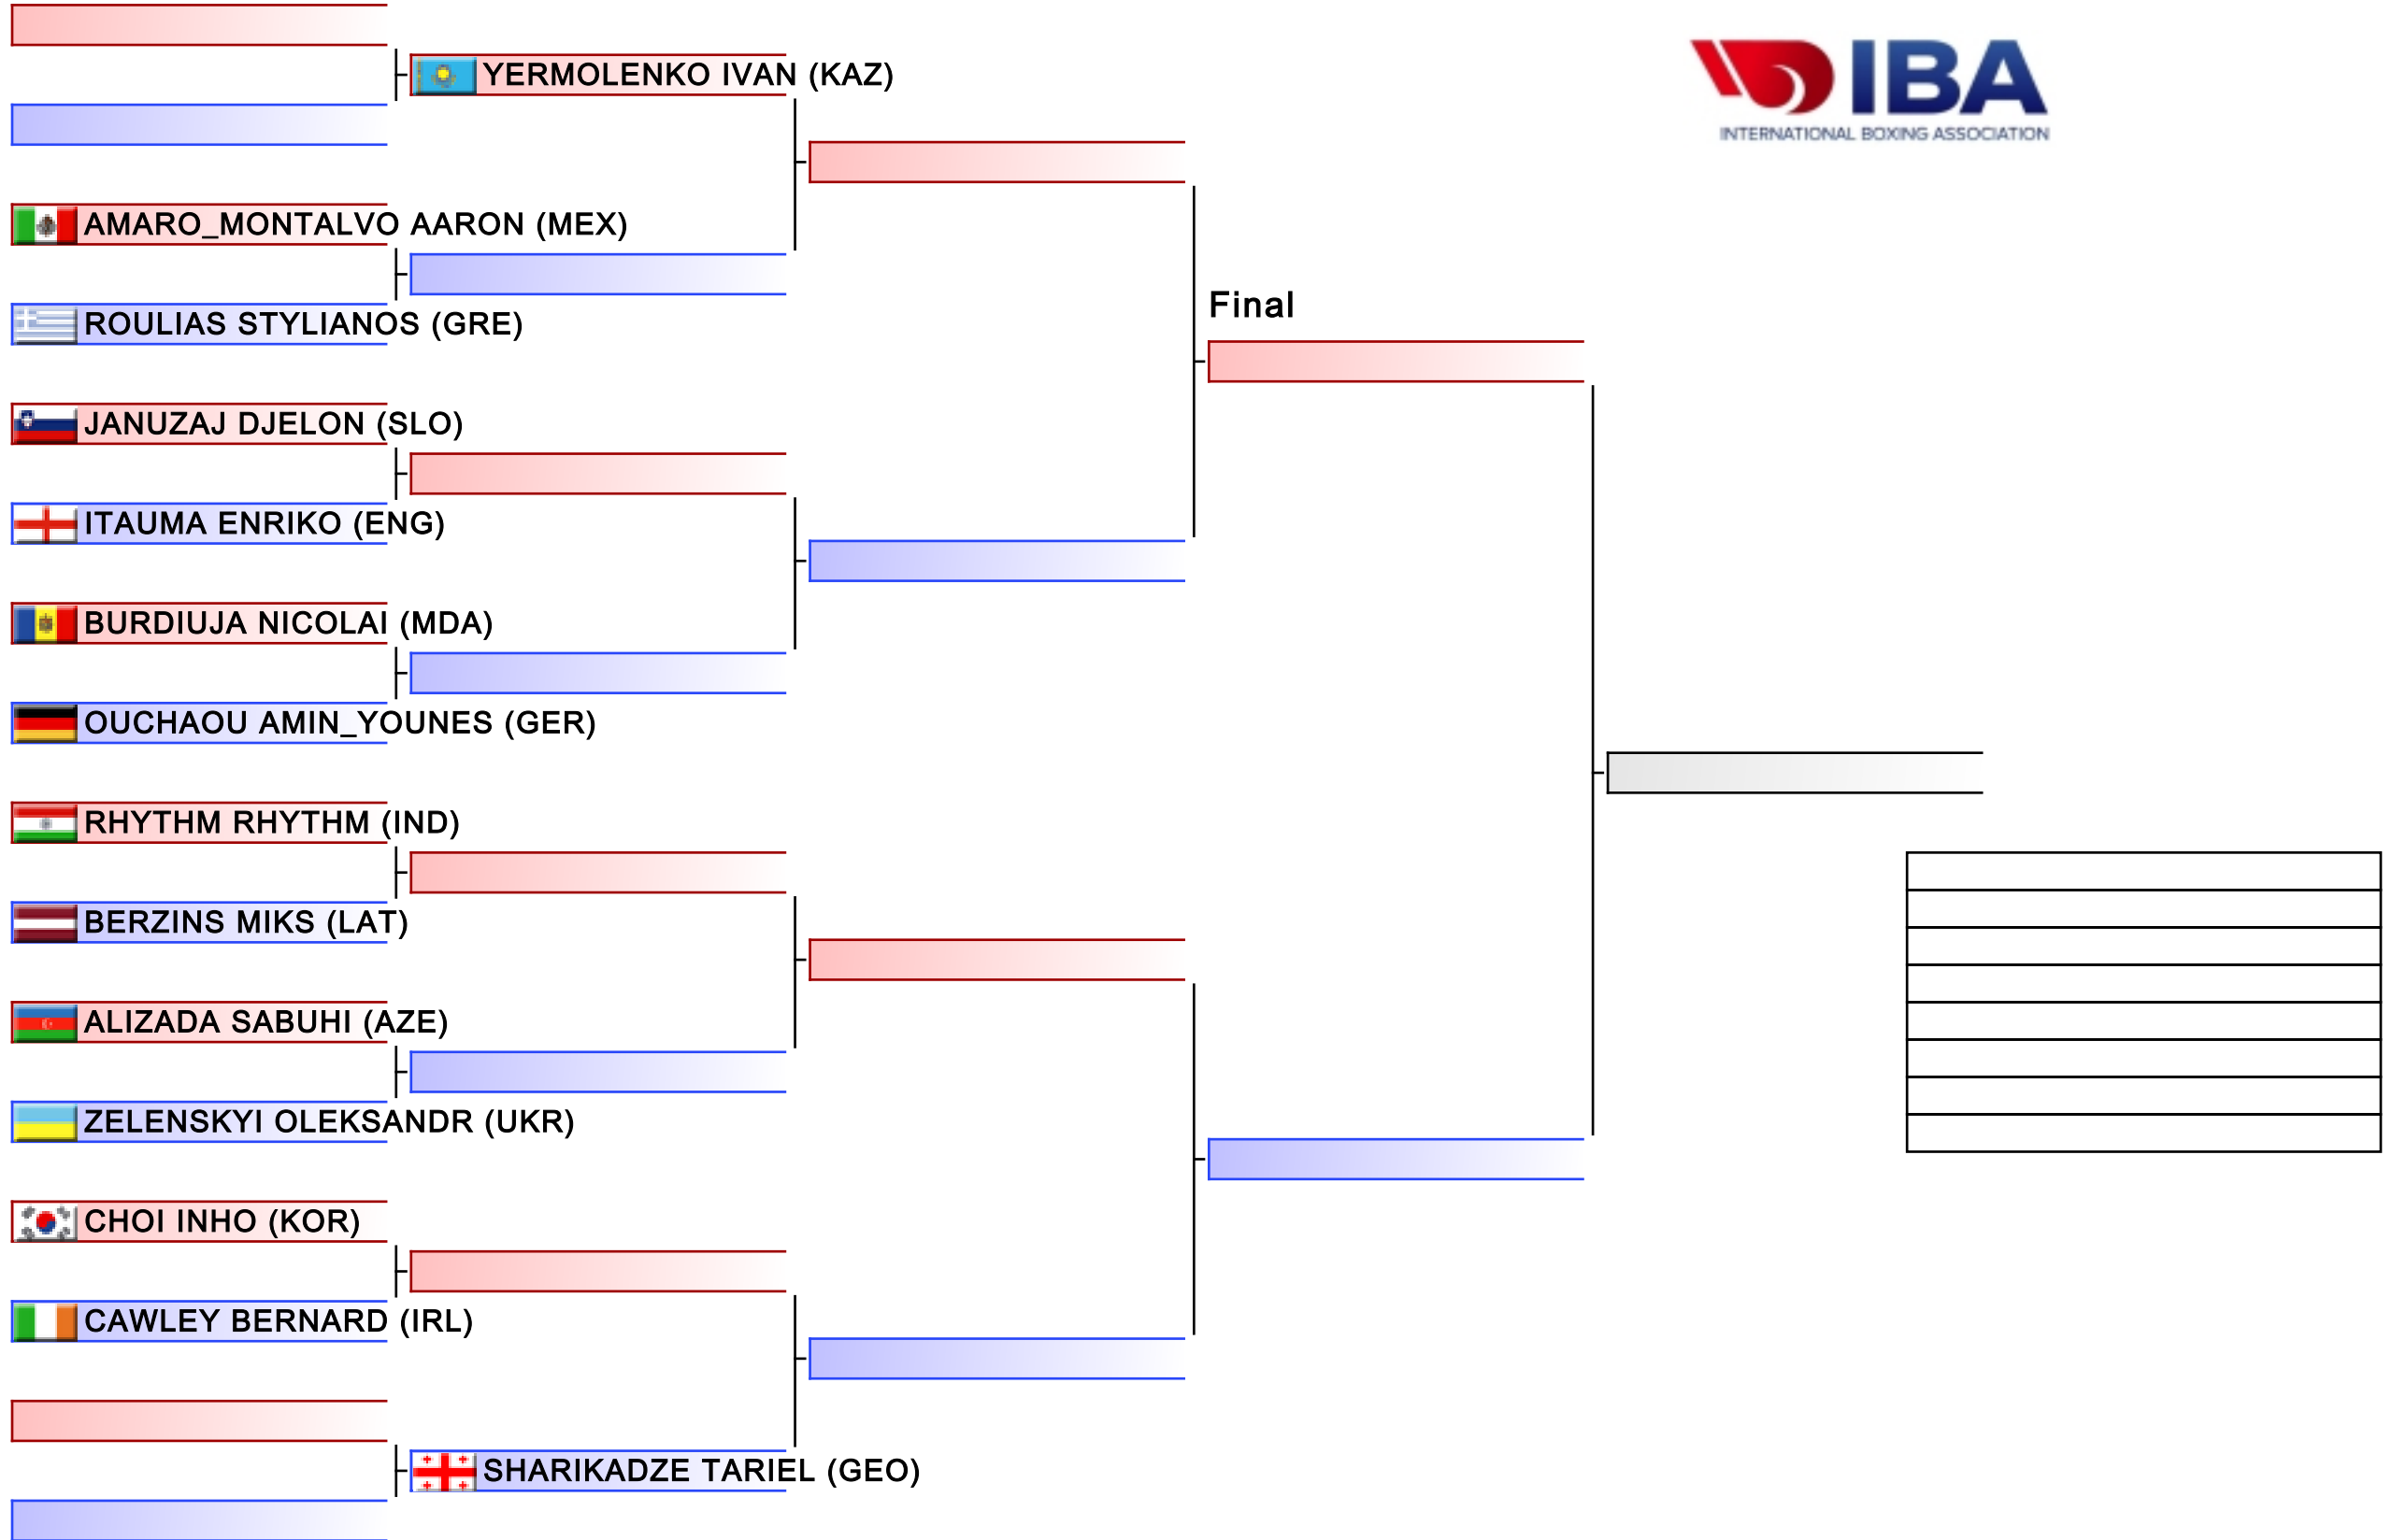 YERMOLENKO IVAN (KAZ)
IBA
INTERNATIONAL BOXING ASSOCIATION
AMARO_MONTALVO AARON (MEX)
ROULIAS STYLIANOS (GRE)
Final
JANUZAJ DJELON (SLO)
ITAUMA ENRIKO (ENG)
BURDIUJA NICOLAI (MDA)
OUCHAOU AMIN_YOUNES (GER)
RHYTHM RHYTHM (IND)
BERZINS MIKS (LAT)
ALIZADA SABUHI (AZE)
ZELENSKYI OLEKSANDR (UKR)
CHOI INHO (KOR)
CAWLEY BERNARD (IRL)
SHARIKADZE TARIEL (GEO)